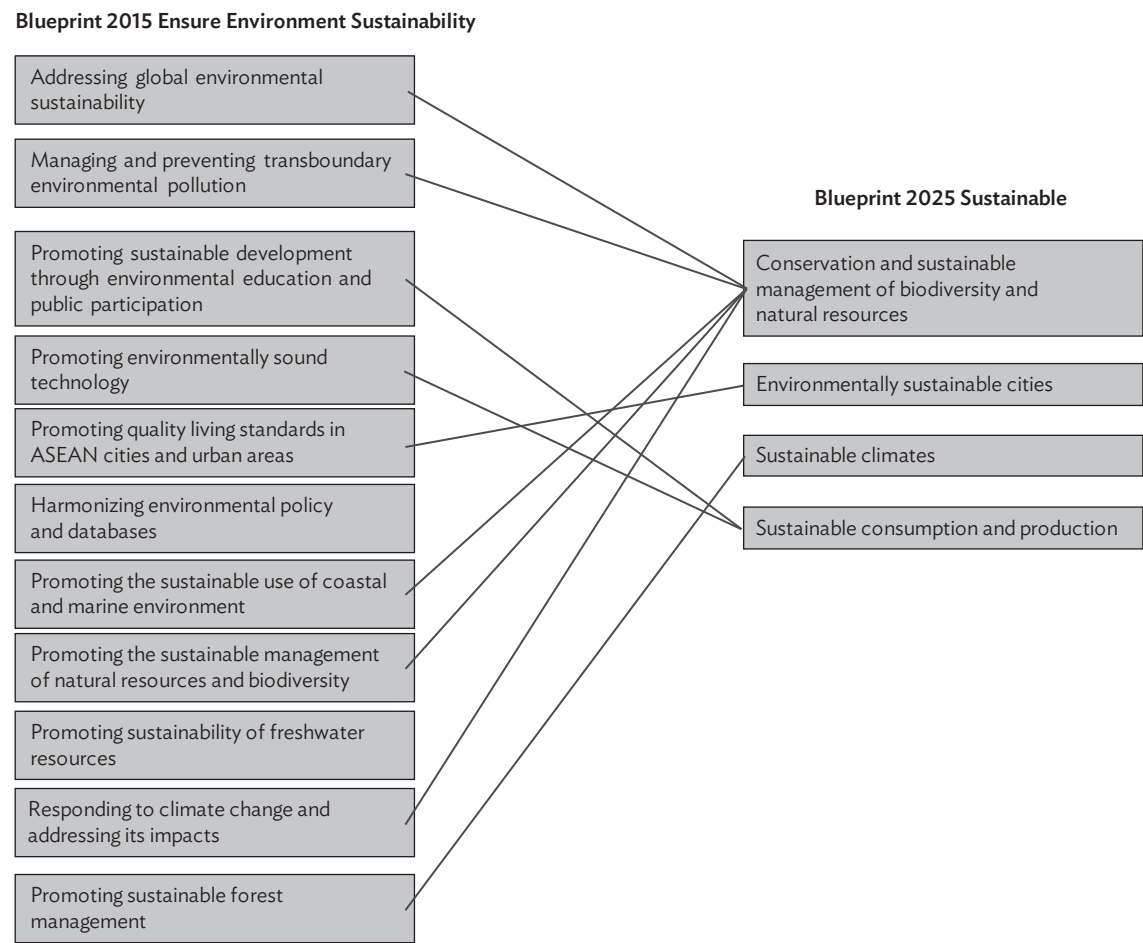 Blueprint 2015 Ensure Environment Sustainability
Addressing global environmental
sustainability
Managing and preventing transboundary
environmental pollution
Promoting sustainable development
through environmental education and
public participation
Promoting environmentally sound
technology
Promoting quality living standards in
ASEAN cities and urban areas
Harmonizing environmental policy
and databases
Promoting the sustainable use of coastal
and marine environment
Promoting the sustainable management
of natural resources and biodiversity
Promoting sustainability of freshwater
resources
Responding to climate change and
addressing its impacts
Promoting sustainable forest
management
Blueprint 2025 Sustainable
Conservation and sustainable
management of biodiversity and
natural resources
Environmentally sustainable cities
Sustainable climates
Sustainable consumption and production